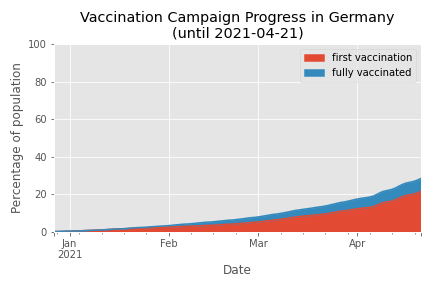 Vaccination Campaign Progress in Germany
(until 2021-04-21)
Percentage of population
100
80
60
40
20
0
first vaccination
fully vaccinated
Jan
2021
Feb
Mar
Apr
Date